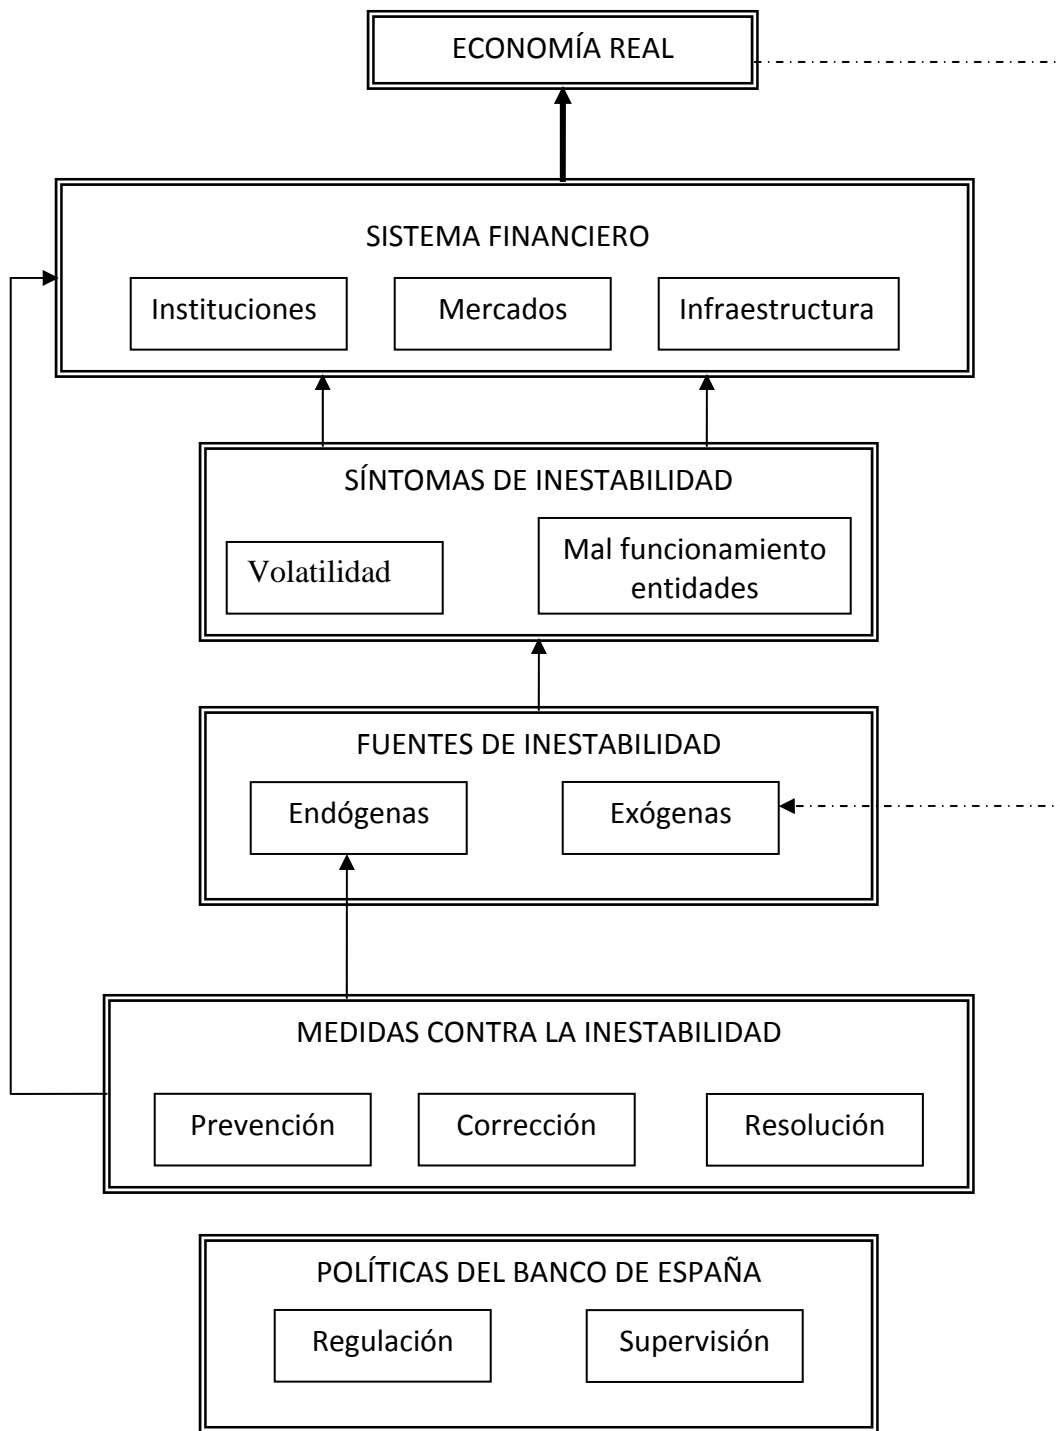 ECONOMÍA REAL
SISTEMA FINANCIERO
Instituciones
Mercados
Infraestructura
SÍNTOMAS DE INESTABILIDAD
Volatilidad
Mal funcionamiento
entidades
FUENTES DE INESTABILIDAD
Endógenas
Exógenas
MEDIDAS CONTRA LA INESTABILIDAD
Prevención
Corrección
Resolución
POLÍTICAS DEL BANCO DE ESPAÑA
Regulación
Supervisión